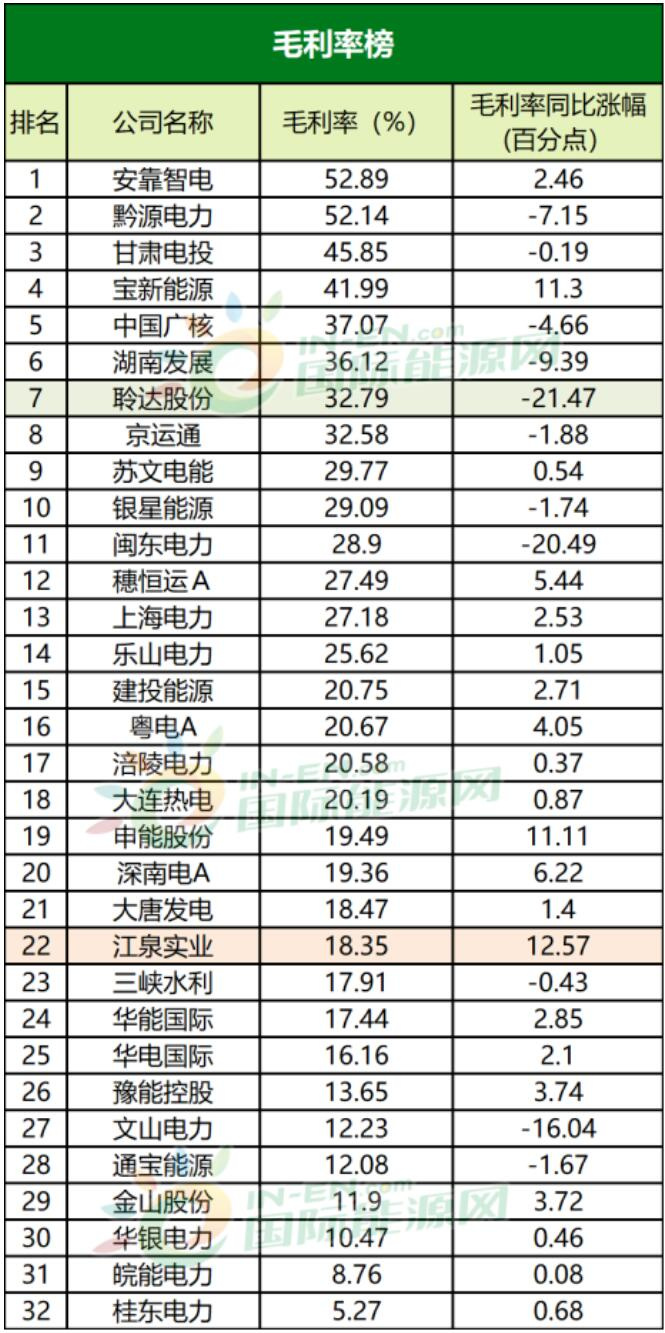 毛利率榜
排名 公司名称 毛利率（%） 毛利率同比涨幅
(百分点）
1 安靠智电 52.89 2.46
2 黔源电力 52.14 -7.15
3 甘肃电投 45.85 -0.19
4 宝新能源 41.99 11.3
5 中国广核 37.07 -4.66
6 湖南发展 36.12 -9.39
7 聆达股份 32.79 -21.47
8 京运通 32.58 -1.88
9 苏文电能 29.77 0.54
10 银星能源 29.09 -1.74
11 闽东电力 28.9 -20.49
12 穗恒运A 27.49 5.44
13 上海电力 27.18 2.53
14 乐山电力 25.62 1.05
15 建投能源 20.75 2.71
16 粤电A 20.67 4.05
17 涪陵电力 20.58 0.37
18 大连热电 20.19 0.87
19 申能股份 19.49 11.11
20 深南电A 19.36 6.22
21 大唐发电 18.47 1.4
22 江泉实业 18.35 12.57
23 三峡水利 17.91 -0.43
24 华能国际 17.44 2.85
25 华电国际 16.16 2.1
26 豫能控股 13.65 3.74
27 文山电力 12.23 -16.04
28 通宝能源 12.08 -1.67
29 金山股份 11.9 3.72
30 华银电力 10.47 0.46
31 皖能电力 8.76 0.08
32 桂东电力 5.27 0.68
IN-EN.com
国际能源网
IN-EN.com
国际能源网
IN-EN.com
国际能源网